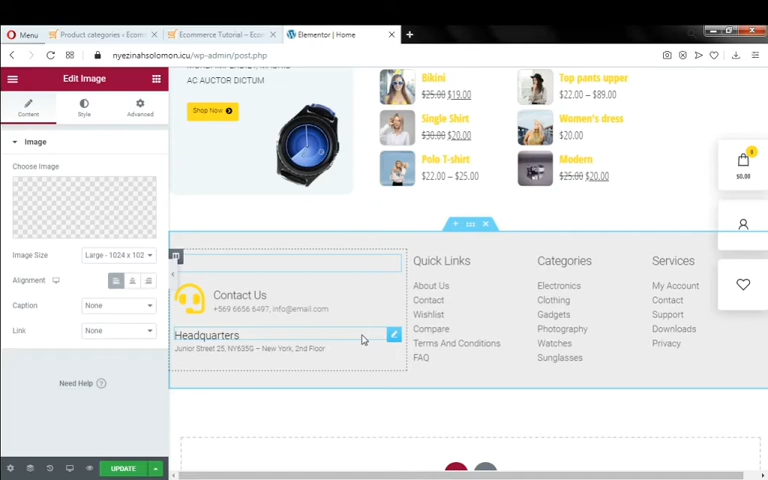 Menu
Product categories ‹ Ecom
Ecommerce Tutorial – Econ
Elementor | Home
nyezinahsolomon.icu/wp-admin/post.php
Edit Image
Content
Style
Advanced
Image
Choose Image
Image Size
Large - 1024 x 102
Alignment
Caption
None
Link
None
Need Help
UPDATE
AC AUCTOR DICTUM
Shop Now
Bikini
$25.00 $19.00
Single Shirt
$30.00 $20.00
Polo T-shirt
$22.00 – $25.00
Top pants upper
$22.00 – $89.00
Women's dress
$20.00
Modern
$25.00 $20.00
0
$0.00
Contact Us
+569 6656 6497, info@email.com
Headquarters
Junior Street 25, NY635G – New York, 2nd Floor
Quick Links
About Us
Contact
Wishlist
Compare
Terms And Conditions
FAQ
Categories
Electronics
Clothing
Gadgets
Photography
Watches
Sunglasses
Services
My Account
Contact
Support
Downloads
Privacy